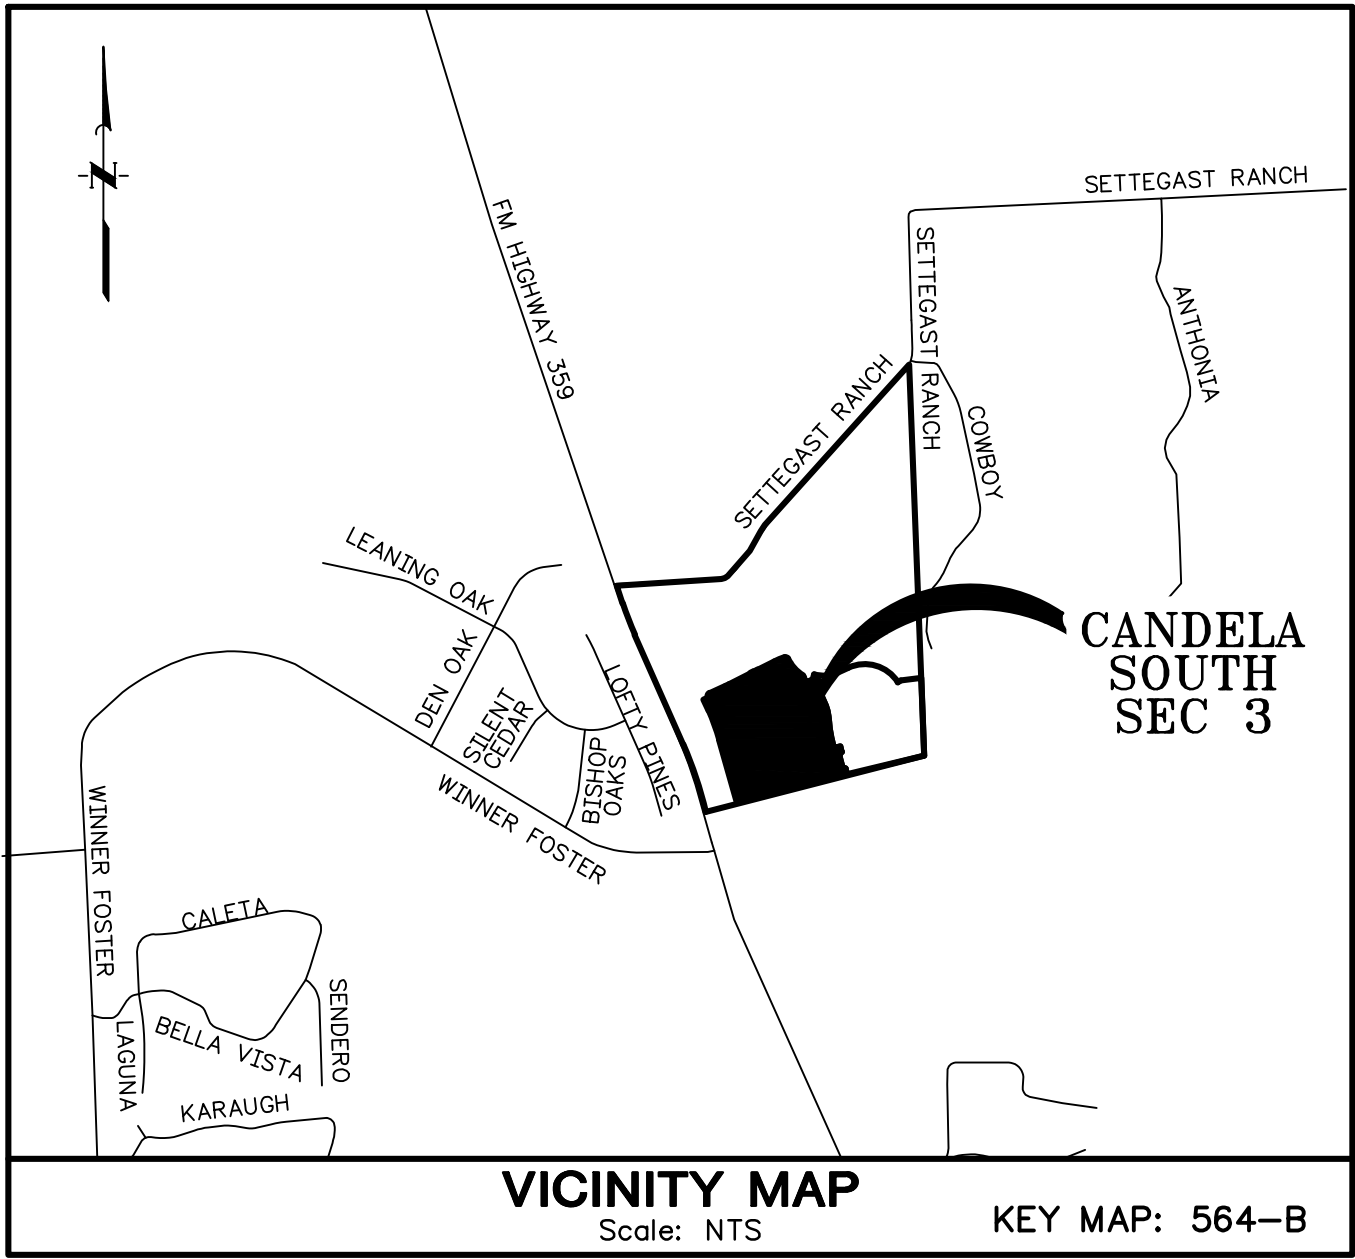 SETTEGAST RANCH
FM HIGHWAY 359
SETTEGAST RANCH
ANTHONIA
SETTEGAST RANCH
COWBOY
LEANING OAK
DEN OAK
SILENT
CEDAR
LOFTY PINES
BISHOP
OAKS
WINNER FOSTER
CANDELA
SOUTH
SEC 3
WINNER FOSTER
CALETA
SENDERO
LAGUNA
BELLA VISTA
KARAUGH
N
VICINITY MAP
Scale: NTS
KEY MAP: 564-B